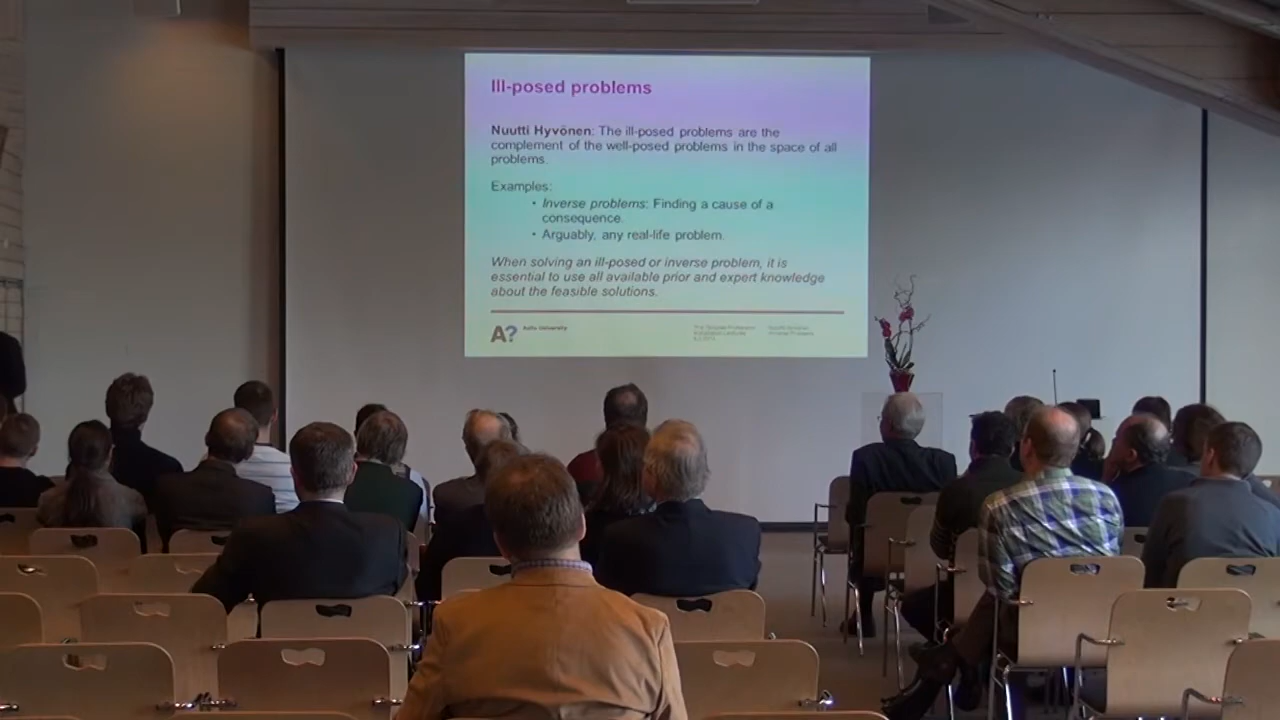 Ill-posed problems
Nuutti Hyvönen: The ill-posed problems are the
complement of the well-posed problems in the space of all
problems.
Examples:
• Inverse problems: Finding a cause of a
consequence.
• Arguably, any real-life problem.
When solving an ill-posed or inverse problem, it is
essential to use all available prior and expert knowledge
about the feasible solutions.
A? Aalto University